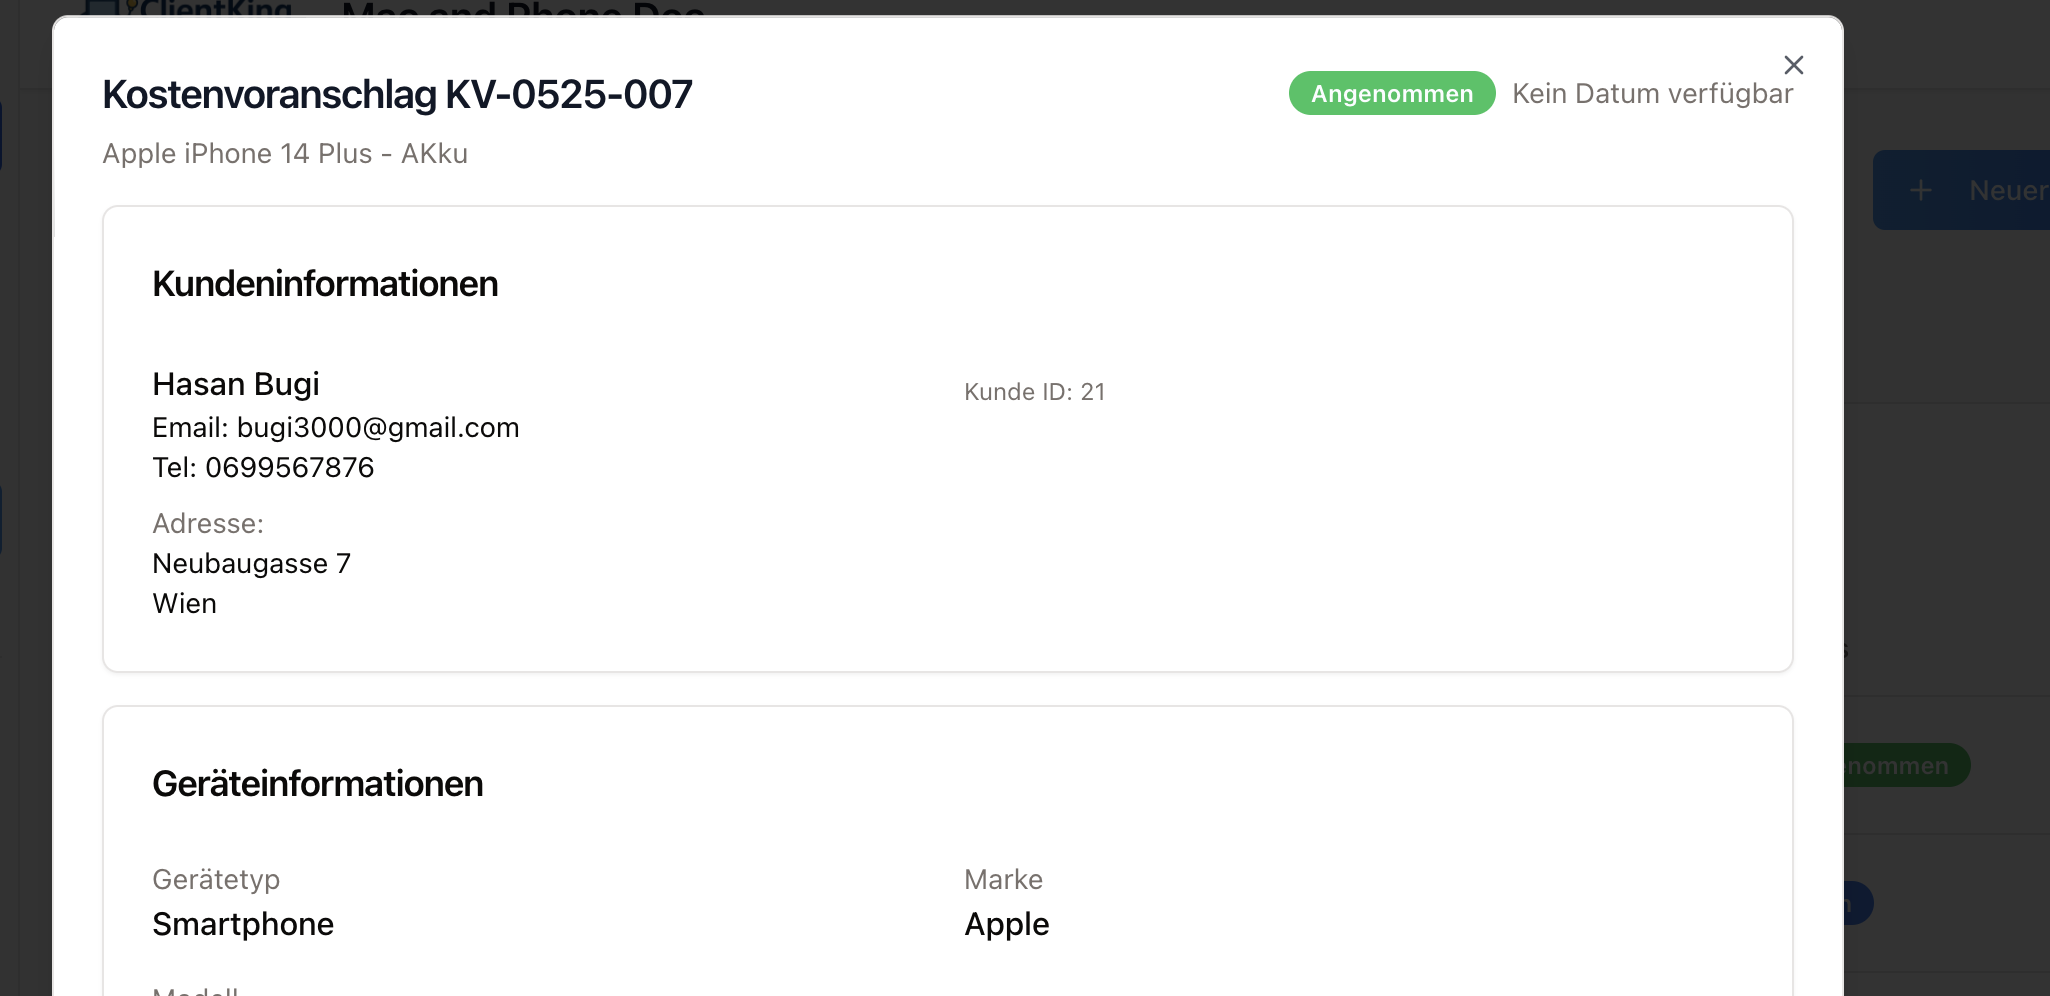 ClientKing
Mac and Phone Doc
Kostenvoranschlag KV-0525-007
Angenommen
Kein Datum verfügbar
Apple iPhone 14 Plus - AKku
Neuer
Kundeninformationen
Hasan Bugi
Kunde ID: 21
Email: bugi3000@gmail.com
Tel: 0699567876
Adresse:
Neubaugasse 7
Wien
Geräteinformationen
enommen
Gerätetyp
Marke
Smartphone
Apple
Modell